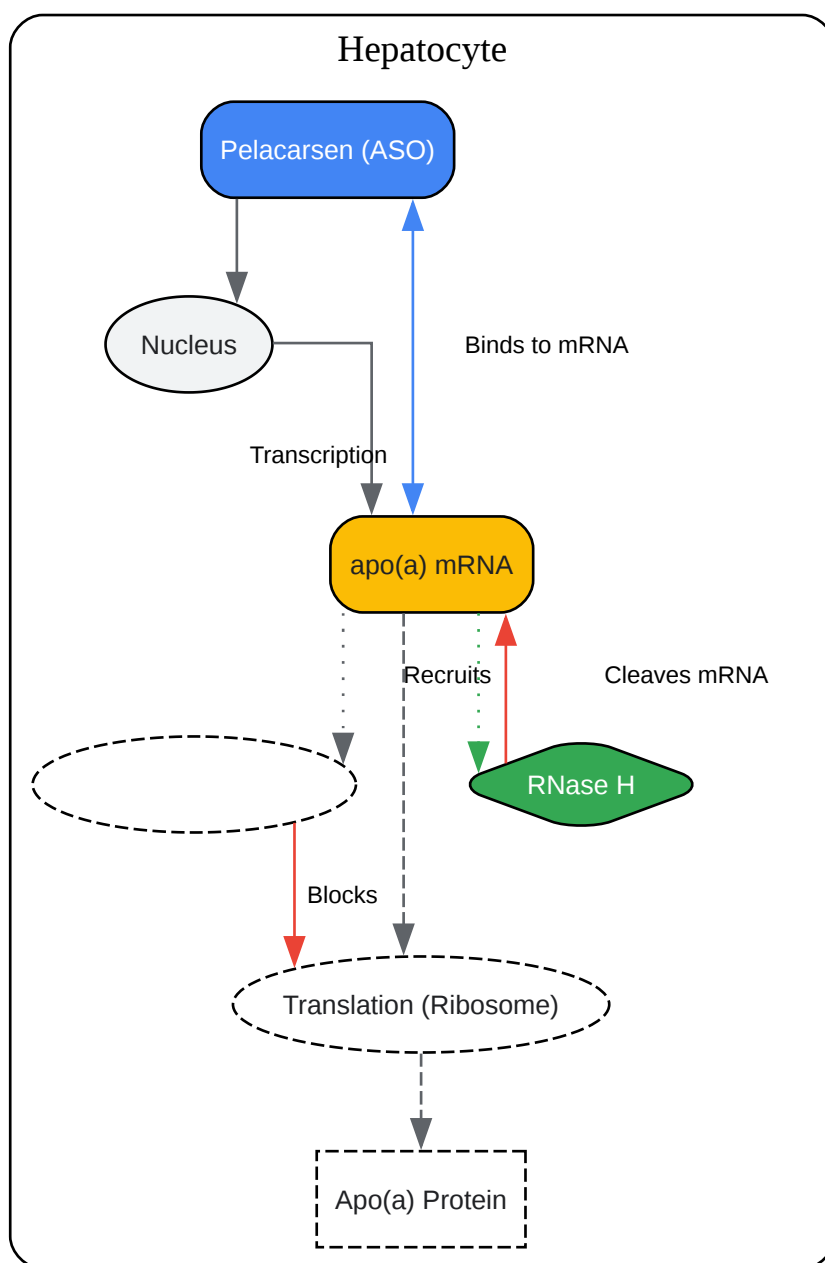 Hepatocyte
Pelacarsen (ASO)
Nucleus
Binds to mRNA
Transcription
apo(a) mRNA
Recruits
Cleaves mRNA
RNase H
Blocks
Translation (Ribosome)
Apo(a) Protein